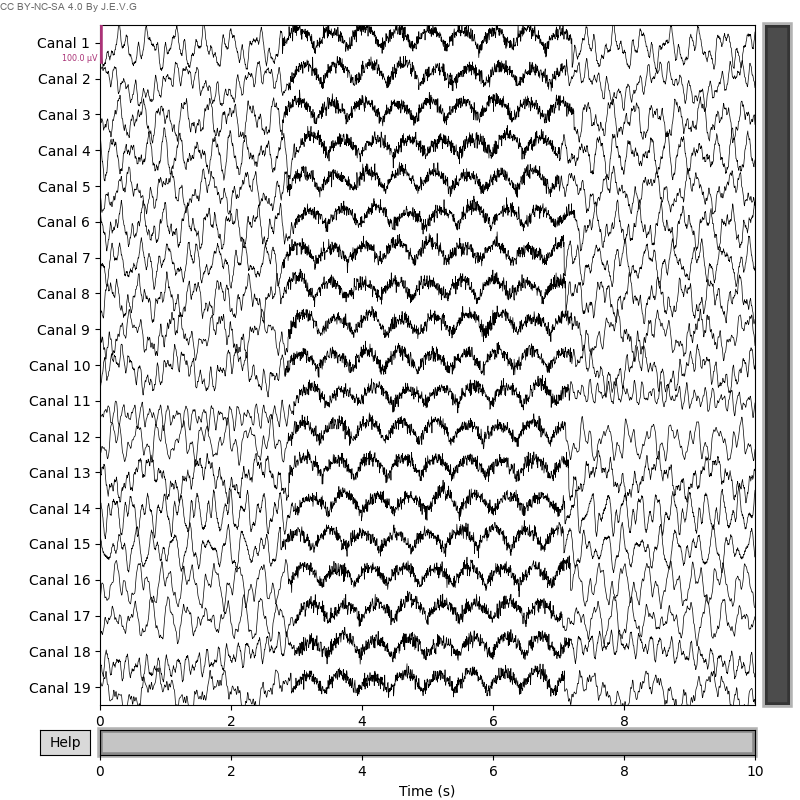 CC BY-NC-SA 4.0 By J.E.V.G
Canal 1
100.0 µV
Canal 2
Canal 3
Canal 4
Canal 5
Canal 6
Canal 7
Canal 8
Canal 9
Canal 10
Canal 11
Canal 12
Canal 13
Canal 14
Canal 15
Canal 16
Canal 17
Canal 18
Canal 19
0 2 4 6 8
Help
0 2 4 6 8 10
Time (s)